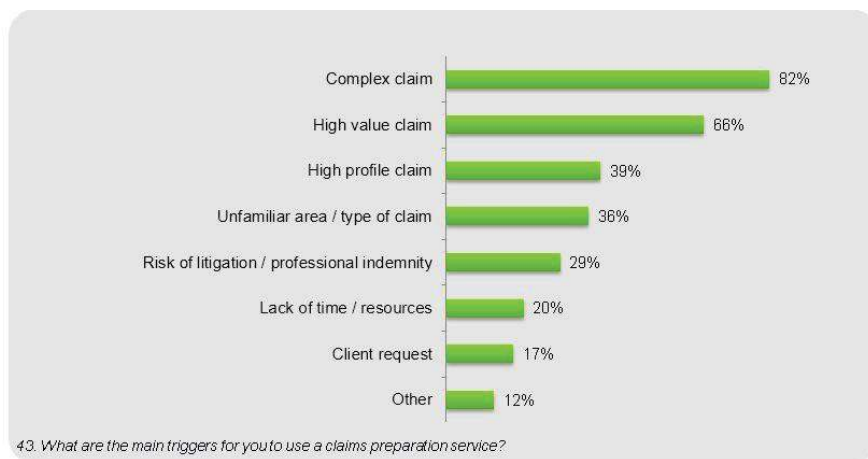 Complex claim 82%
High value claim 66%
High profile claim 39%
Unfamiliar area / type of claim 36%
Risk of litigation / professional indemnity 29%
Lack of time / resources 20%
Client request 17%
Other 12%
43. What are the main triggers for you to use a claims preparation service?